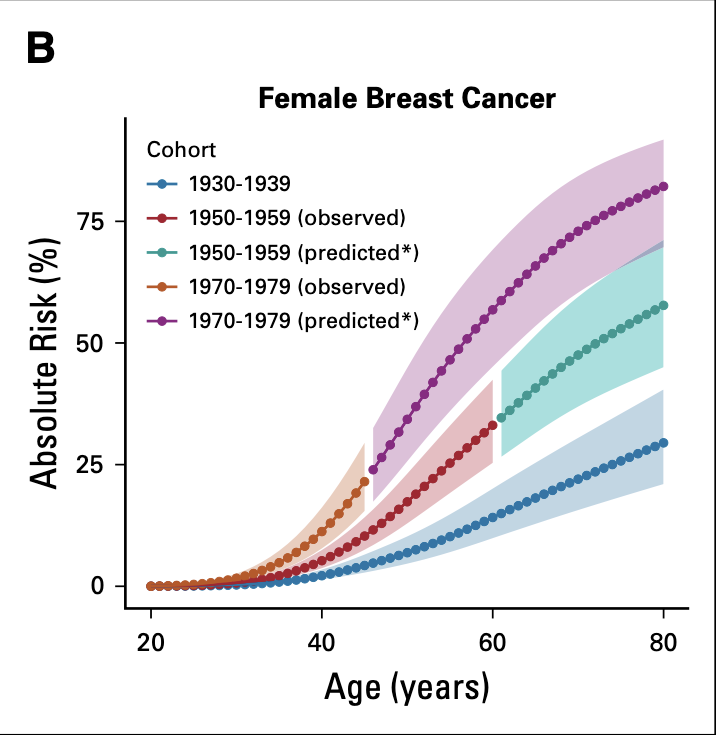 B
Female Breast Cancer
Cohort
1930-1939
1950-1959 (observed)
1950-1959 (predicted*)
1970-1979 (observed)
1970-1979 (predicted*)
Absolute Risk (%)
75
50
25
0
20 40 60 80
Age (years)